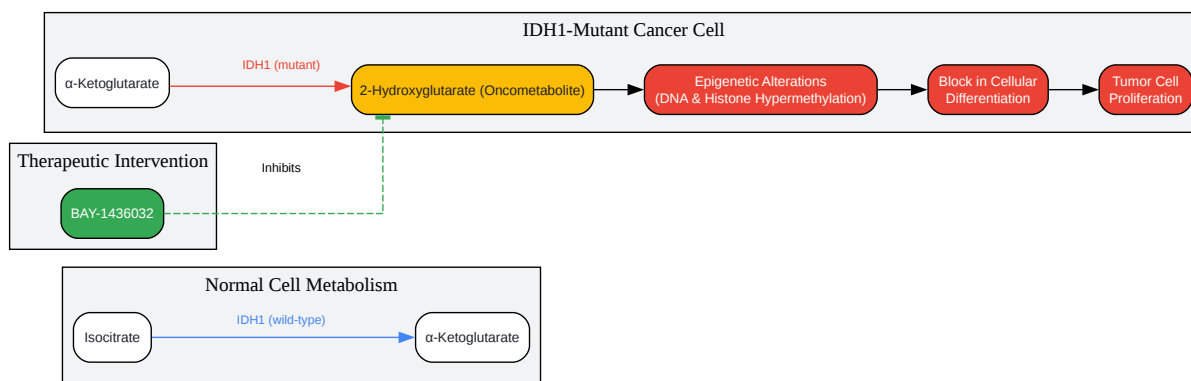 IDH1-Mutant Cancer Cell
α-Ketoglutarate
IDH1 (mutant)
2-Hydroxyglutarate (Oncometabolite)
Epigenetic Alterations
(DNA & Histone Hypermethylation)
Block in Cellular
Differentiation
Tumor Cell
Proliferation
Therapeutic Intervention
Inhibits
BAY-1436032
Normal Cell Metabolism
Isocitrate
IDH1 (wild-type)
α-Ketoglutarate